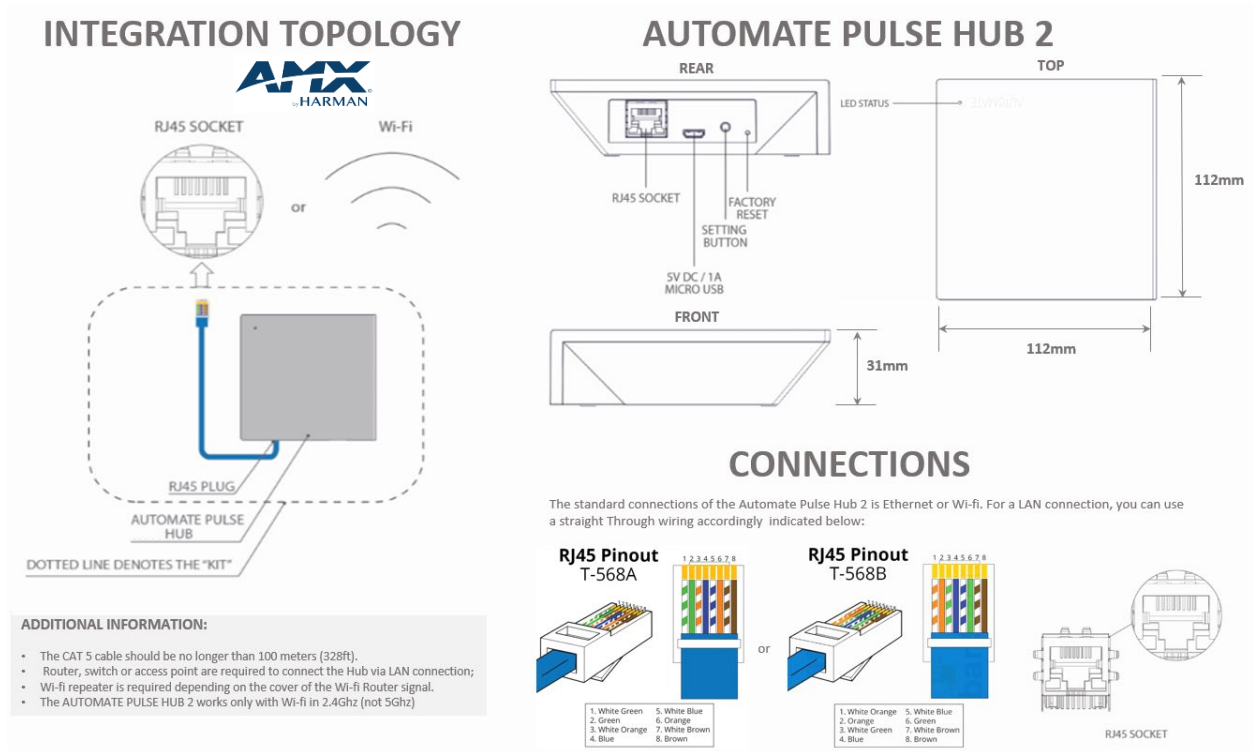 INTEGRATION TOPOLOGY
AMX
by HARMAN
RJ45 SOCKET
Wi-Fi
or
RJ45 PLUG
AUTOMATE PULSE
HUB
DOTTED LINE DENOTES THE "KIT"
ADDITIONAL INFORMATION:
• The CAT 5 cable should be no longer than 100 meters (328ft).
• Router, switch or access point are required to connect the Hub via LAN connection;
• Wi-fi repeater is required depending on the cover of the Wi-fi Router signal.
• The AUTOMATE PULSE HUB 2 works only with Wi-fi in 2.4Ghz (not 5Ghz)
AUTOMATE PULSE HUB 2
REAR
RJ45 SOCKET
FACTORY
RESET
SETTING
BUTTON
5V DC / 1A
MICRO USB
TOP
LED STATUS
AUTOMATE
112mm
112mm
FRONT
31mm
CONNECTIONS
The standard connections of the Automate Pulse Hub 2 is Ethernet or Wi-fi. For a LAN connection, you can use
a straight Through wiring accordingly indicated below:
RJ45 Pinout
T-568A
1 2 3 4 5 6 7 8
1. White Green 5. White Blue
2. Green 6. Orange
3. White Orange 7. White Brown
4. Blue 8. Brown
or
RJ45 Pinout
T-568B
1 2 3 4 5 6 7 8
1. White Orange 5. White Blue
2. Orange 6. Green
3. White Green 7. White Brown
4. Blue 8. Brown
RJ45 SOCKET